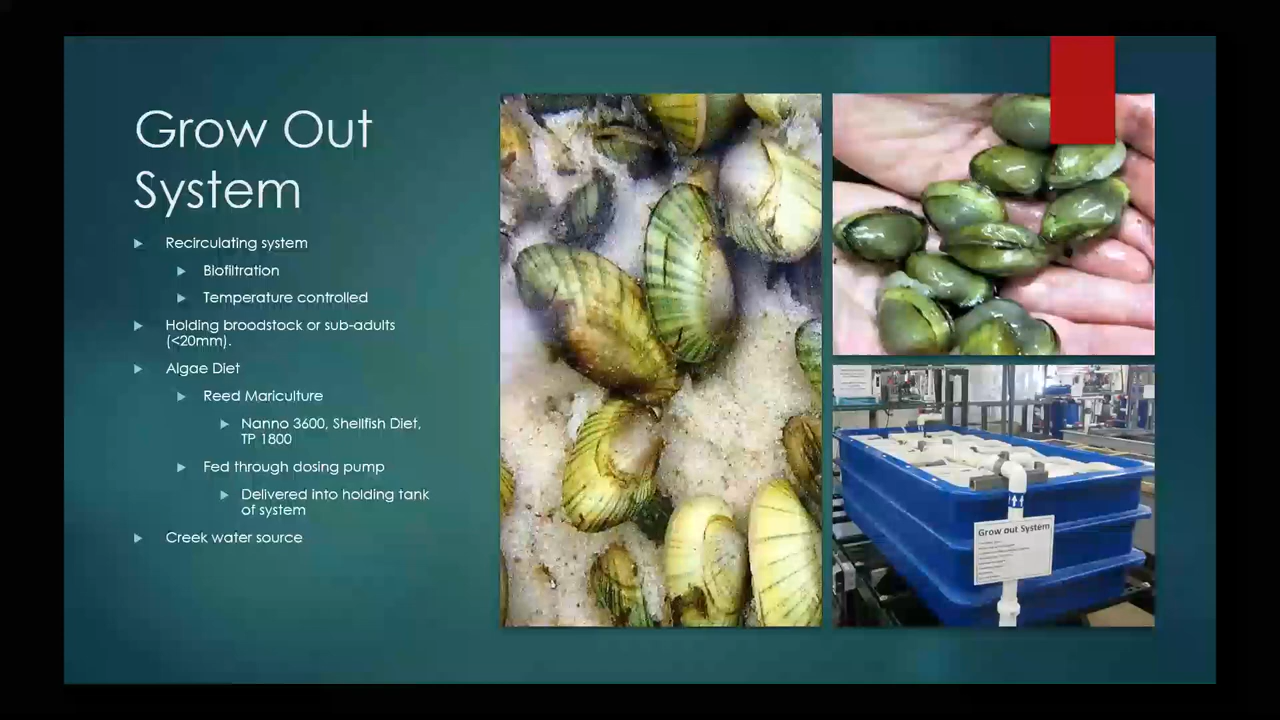 Grow Out
System
Recirculating system
Biofiltration
Temperature controlled
Holding broodstock or sub-adults
(<20mm).
Algae Diet
Reed Mariculture
Nanno 3600, Shellfish Diet,
TP 1800
Fed through dosing pump
Delivered into holding tank
of system
Creek water source
Grow out System